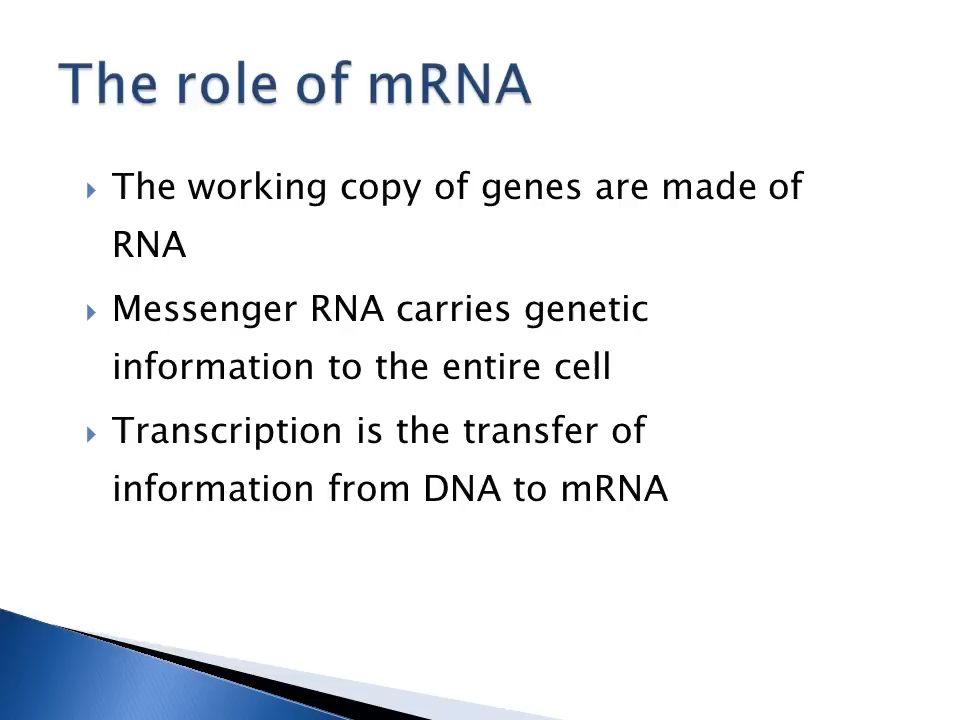 The role of mRNA
The working copy of genes are made of
RNA
Messenger RNA carries genetic
information to the entire cell
Transcription is the transfer of
information from DNA to mRNA